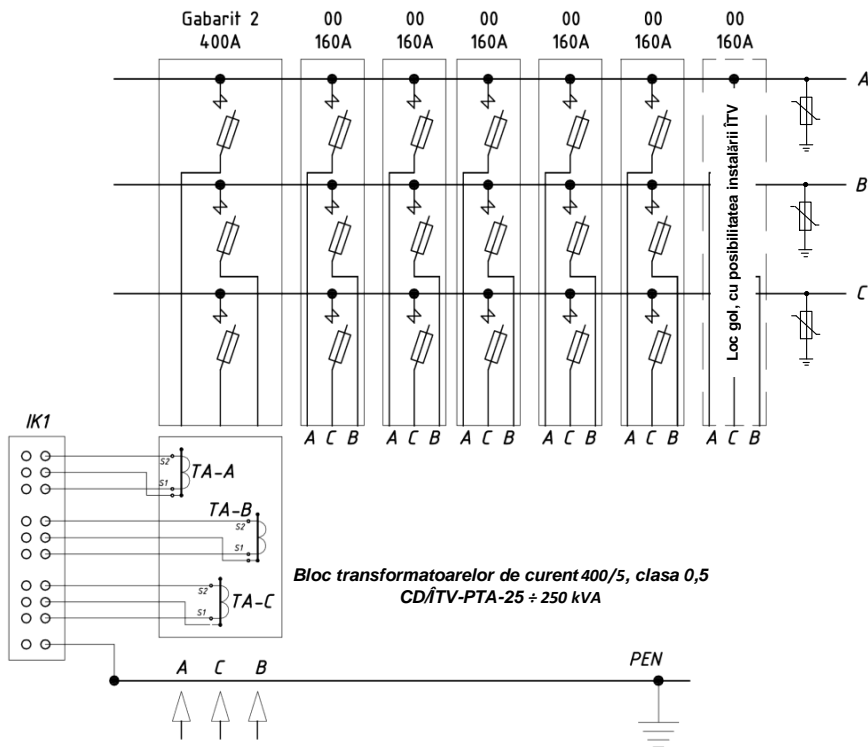 Gabarit 2 00 00 00 00 00 00
400A 160A 160A 160A 160A 160A 160A
A
B
C
Loc gol, cu posibilitatea instalării ÎTV
A C B A C B A C B A C B A C B A C B
IK1
S2
TA-A
S1
TA-B
S2
S1
S2
TA-C
S1
Bloc transformatoarelor de curent 400/5, clasa 0,5
CD/ÎTV-PTA-25 ÷ 250 kVA
A C B
PEN